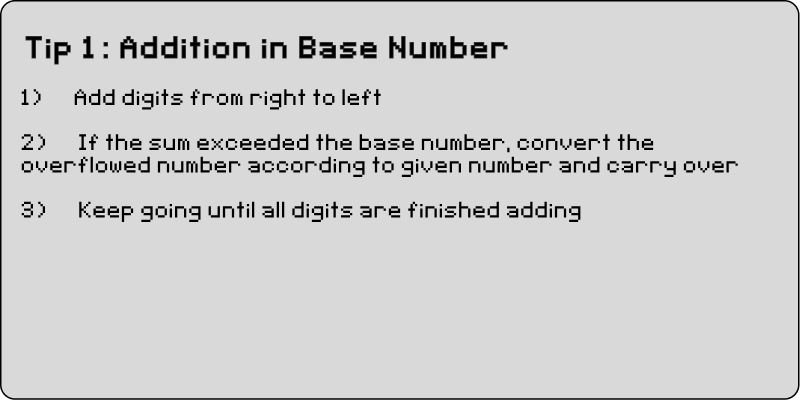 Tip 1: Addition in Base Number
1) Add digits from right to left
2) If the sum exceeded the base number, convert the
overflowed number according to given number and carry over
3) Keep going until all digits are finished adding